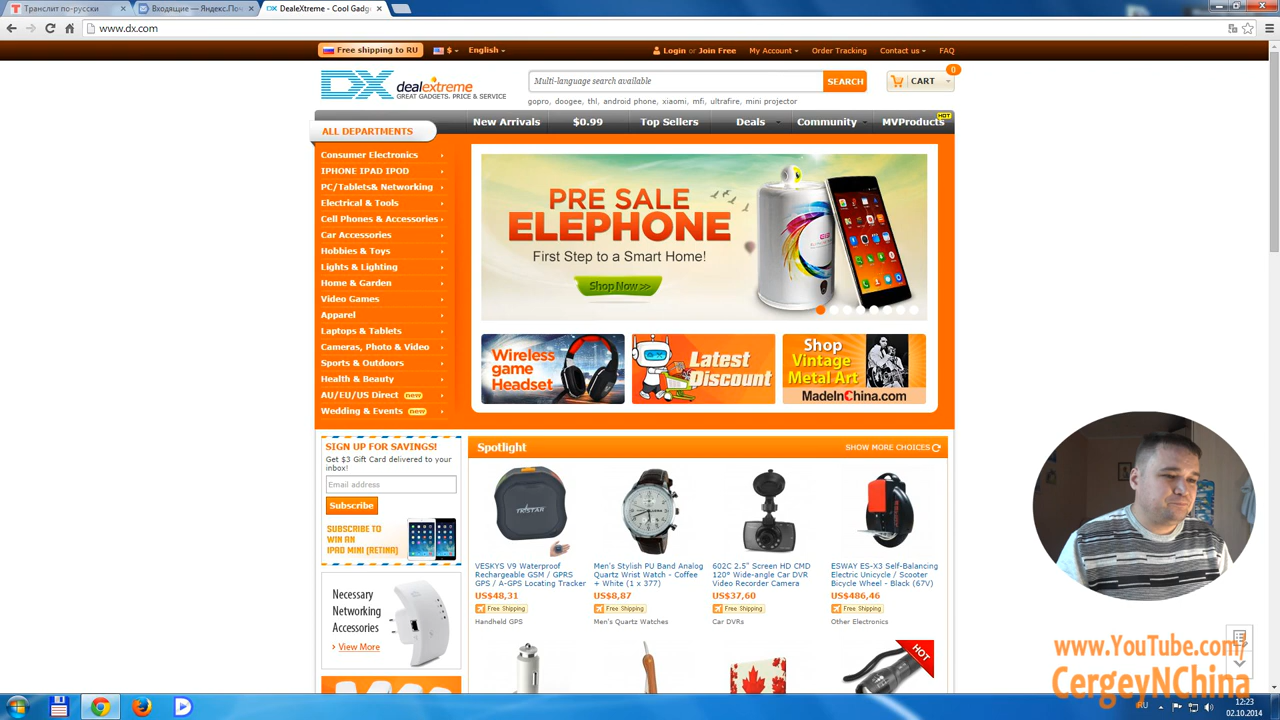 Транслит по-русски
Входящие — Яндекс.Поч
DealeXtreme - Cool Gadg
www.dx.com
Free shipping to RU
$
English
Login or Join Free
My Account
Order Tracking
Contact us
FAQ
DX dealextreme
GREAT GADGETS. PRICE & SERVICE
Multi-language search available
SEARCH
0
CART
gopro, doogee, thl, android phone, xiaomi, mfi, ultrafire, mini projector
ALL DEPARTMENTS
New Arrivals
$0.99
Top Sellers
Deals
Community
MVProducts
HOT
Consumer Electronics
IPHONE IPAD IPOD
PC/Tablets& Networking
Electrical & Tools
Cell Phones & Accessories
Car Accessories
Hobbies & Toys
Lights & Lighting
Home & Garden
Video Games
Apparel
Laptops & Tablets
Cameras, Photo & Video
Sports & Outdoors
Health & Beauty
AU/EU/US Direct new
Wedding & Events new
PRE SALE
ELEPHONE
First Step to a Smart Home!
Shop Now >>
Wireless
game
Headset
Latest
Discount
Shop
Vintage
Metal Art
MadeInChina.com
SIGN UP FOR SAVINGS!
Get $3 Gift Card delivered to your
inbox!
Email address
Subscribe
SUBSCRIBE TO
WIN AN
IPAD MINI (RETINA)
Necessary
Networking
Accessories
> View More
Spotlight
SHOW MORE CHOICES
TKSTAR
VESKYS V9 Waterproof
Rechargeable GSM / GPRS
GPS / A-GPS Locating Tracker
US$48,31
Free Shipping
Handheld GPS
Men's Stylish PU Band Analog
Quartz Wrist Watch - Coffee
+ White (1 x 377)
US$8,87
Free Shipping
Men's Quartz Watches
602C 2.5" Screen HD CMD
120° Wide-angle Car DVR
Video Recorder Camera
US$37,60
Free Shipping
Car DVRs
ESWAY ES-X3 Self-Balancing
Electric Unicycle / Scooter
Bicycle Wheel - Black (67V)
US$486,46
Free Shipping
Other Electronics
HOT
www.YouTube.com/
CergeyNChina
RU
12:23
02.10.2014